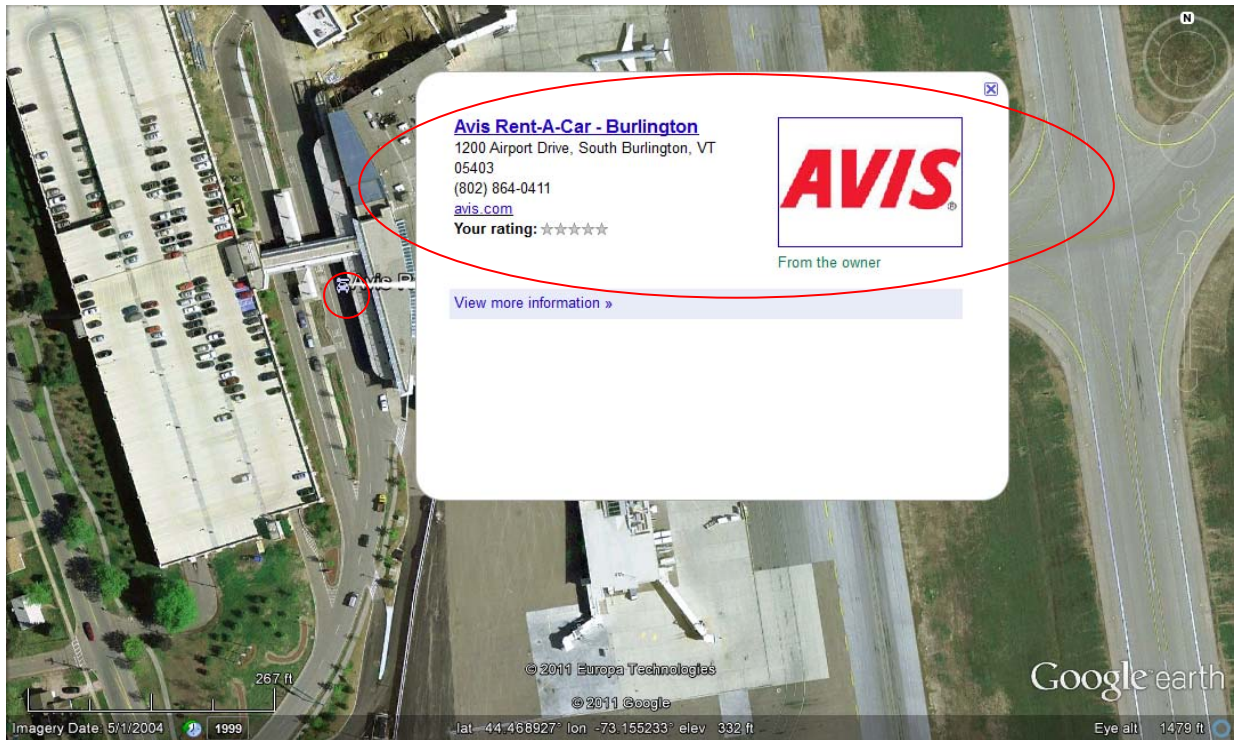 N
Avis Rent-A-Car - Burlington
1200 Airport Drive, South Burlington, VT
05403
(802) 864-0411
avis.com
Your rating:
AVIS®
From the owner
View more information »
Avis R
267 ft
© 2011 Europa Technologies
© 2011 Google
Google earth
Imagery Date: 5/1/2004 1999 lat 44.468927° lon -73.155233° elev 332 ft Eye alt 1479 ft